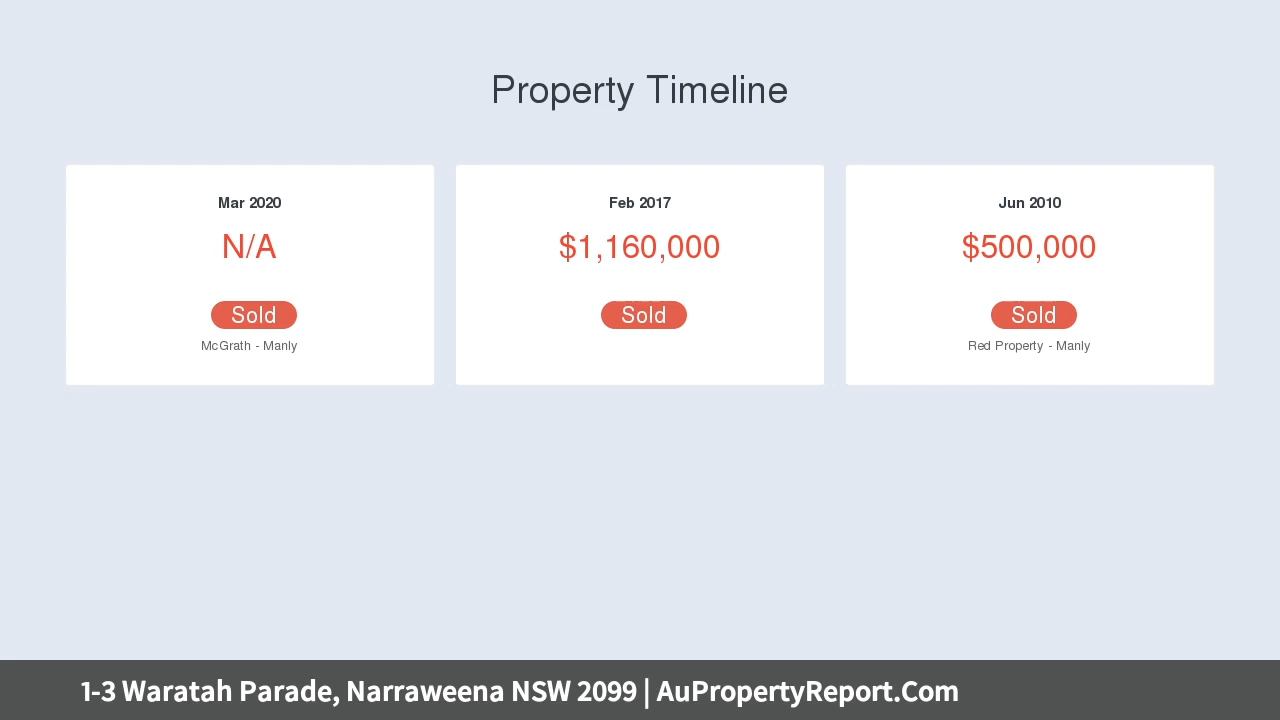 Property Timeline
Mar 2020
N/A
Sold
McGrath - Manly
Feb 2017
$1,160,000
Sold
Jun 2010
$500,000
Sold
Red Property - Manly
1-3 Waratah Parade, Narraweena NSW 2099 | AuPropertyReport.Com